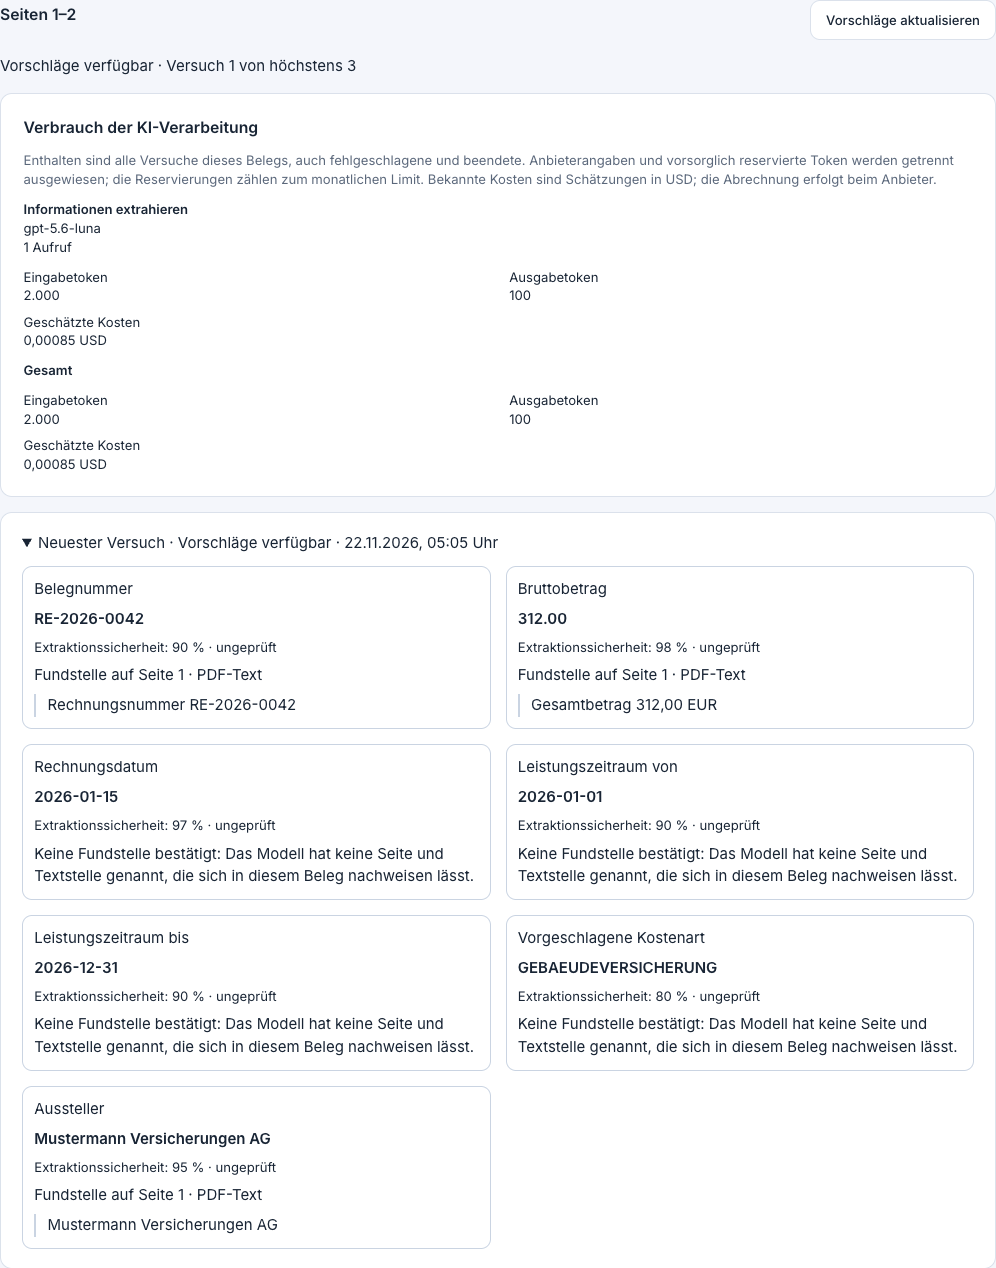 Seiten 1–2
Vorschläge aktualisieren
Vorschläge verfügbar · Versuch 1 von höchstens 3
Verbrauch der KI-Verarbeitung
Enthalten sind alle Versuche dieses Belegs, auch fehlgeschlagene und beendete. Anbieterangaben und vorsorglich reservierte Token werden getrennt
ausgewiesen; die Reservierungen zählen zum monatlichen Limit. Bekannte Kosten sind Schätzungen in USD; die Abrechnung erfolgt beim Anbieter.
Informationen extrahieren
gpt-5.6-luna
1 Aufruf
Eingabetoken
2.000
Ausgabetoken
100
Geschätzte Kosten
0,00085 USD
Gesamt
Eingabetoken
2.000
Ausgabetoken
100
Geschätzte Kosten
0,00085 USD
▼ Neuester Versuch · Vorschläge verfügbar · 22.11.2026, 05:05 Uhr
Belegnummer
RE-2026-0042
Extraktionssicherheit: 90 % · ungeprüft
Fundstelle auf Seite 1 · PDF-Text
Rechnungsnummer RE-2026-0042
Bruttobetrag
312.00
Extraktionssicherheit: 98 % · ungeprüft
Fundstelle auf Seite 1 · PDF-Text
Gesamtbetrag 312,00 EUR
Rechnungsdatum
2026-01-15
Extraktionssicherheit: 97 % · ungeprüft
Keine Fundstelle bestätigt: Das Modell hat keine Seite und
Textstelle genannt, die sich in diesem Beleg nachweisen lässt.
Leistungszeitraum von
2026-01-01
Extraktionssicherheit: 90 % · ungeprüft
Keine Fundstelle bestätigt: Das Modell hat keine Seite und
Textstelle genannt, die sich in diesem Beleg nachweisen lässt.
Leistungszeitraum bis
2026-12-31
Extraktionssicherheit: 90 % · ungeprüft
Keine Fundstelle bestätigt: Das Modell hat keine Seite und
Textstelle genannt, die sich in diesem Beleg nachweisen lässt.
Vorgeschlagene Kostenart
GEBAEUDEVERSICHERUNG
Extraktionssicherheit: 80 % · ungeprüft
Keine Fundstelle bestätigt: Das Modell hat keine Seite und
Textstelle genannt, die sich in diesem Beleg nachweisen lässt.
Aussteller
Mustermann Versicherungen AG
Extraktionssicherheit: 95 % · ungeprüft
Fundstelle auf Seite 1 · PDF-Text
Mustermann Versicherungen AG